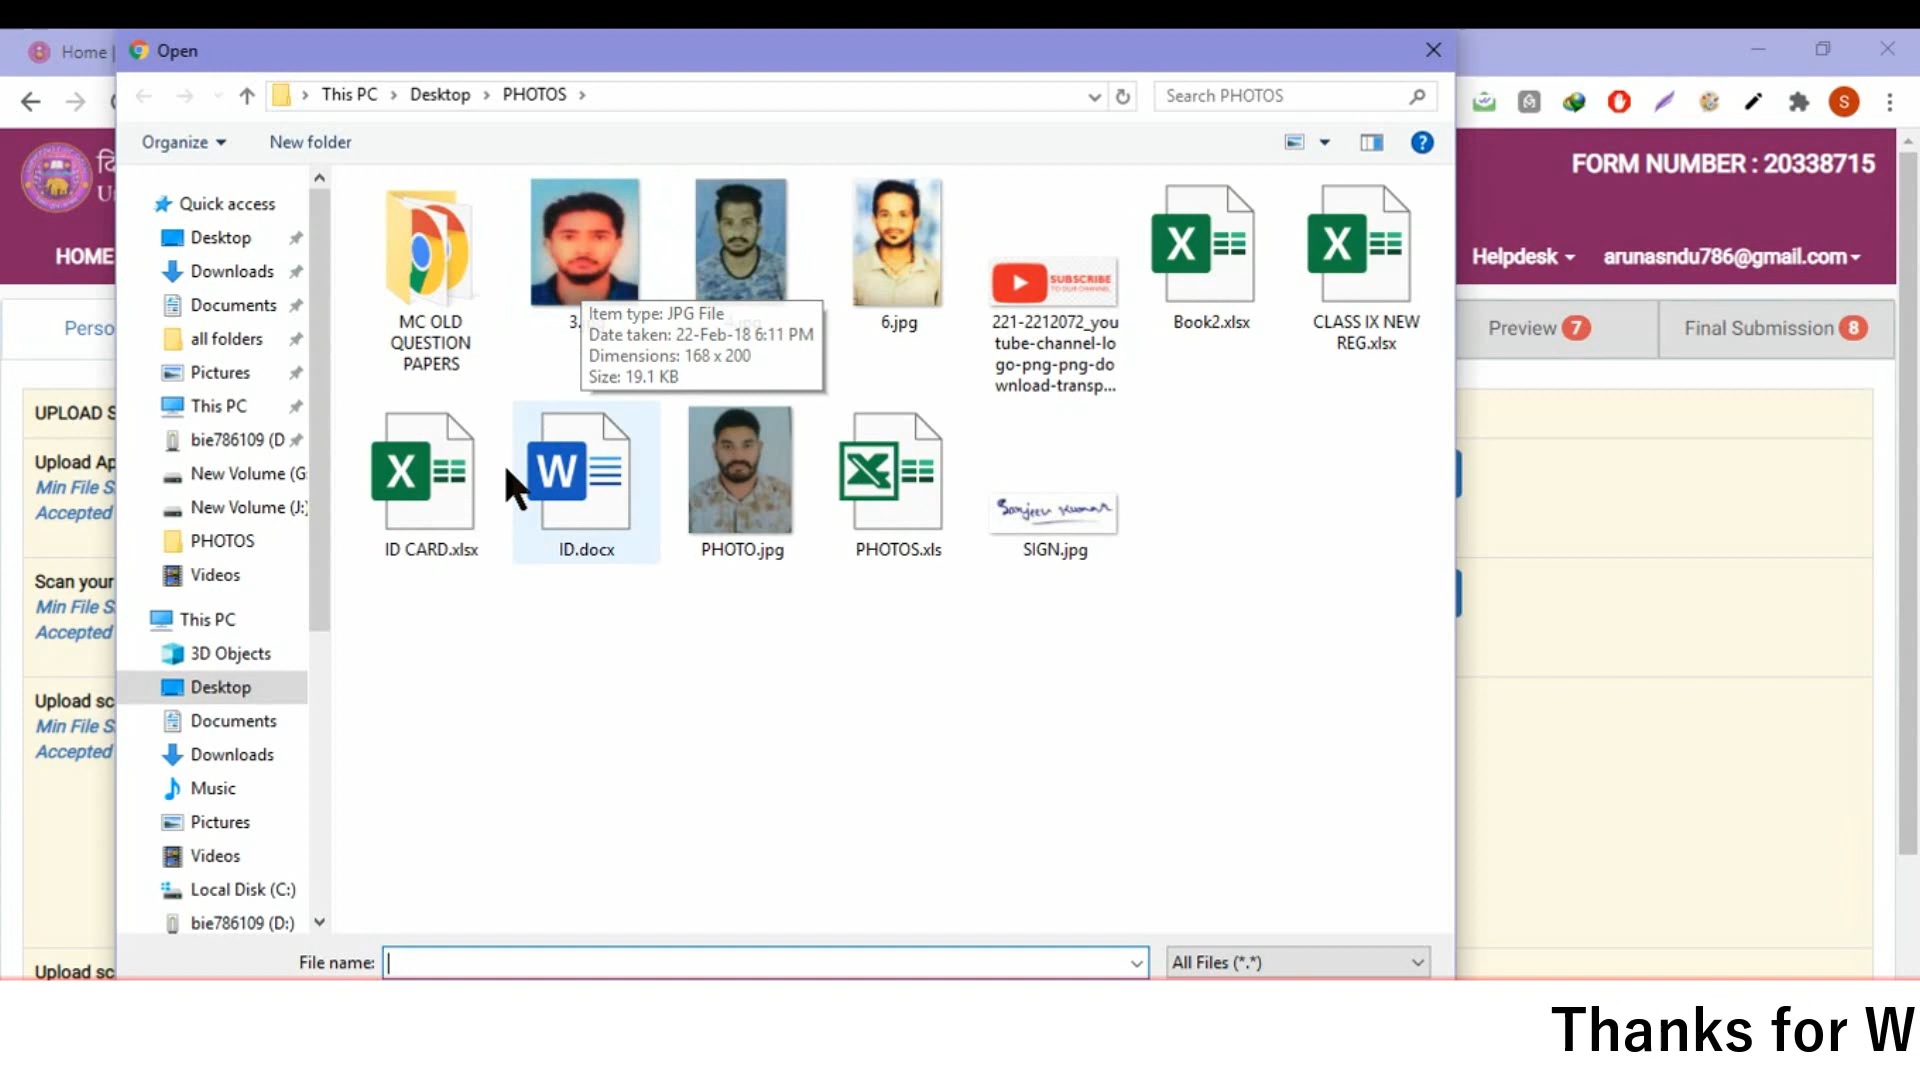 Home |
Open
This PC > Desktop > PHOTOS >
Search PHOTOS
Organize
New folder
FORM NUMBER : 20338715
HOME
Helpdesk
arunasndu786@gmail.com
Perso
Preview 7
Final Submission 8
Quick access
Desktop
Downloads
Documents
all folders
Pictures
This PC
bie786109 (D
New Volume (G:
New Volume (J:)
PHOTOS
Videos
This PC
3D Objects
Desktop
Documents
Downloads
Music
Pictures
Videos
Local Disk (C:)
bie786109 (D:)
MC OLD
QUESTION
PAPERS
3.
Item type: JPG File
Date taken: 22-Feb-18 6:11 PM
Dimensions: 168 x 200
Size: 19.1 KB
6.jpg
SUBSCRIBE
TO OUR CHANNEL
221-2212072_you
tube-channel-lo
go-png-png-do
wnload-transp...
Book2.xlsx
CLASS IX NEW
REG.xlsx
ID CARD.xlsx
ID.docx
PHOTO.jpg
PHOTOS.xls
Sanjeev Kumar
SIGN.jpg
UPLOAD S
Upload Ap
Min File S
Accepted
Scan your
Min File S
Accepted
Upload sc
Min File S
Accepted
Upload sc
File name:
All Files (*.*)
Thanks for W